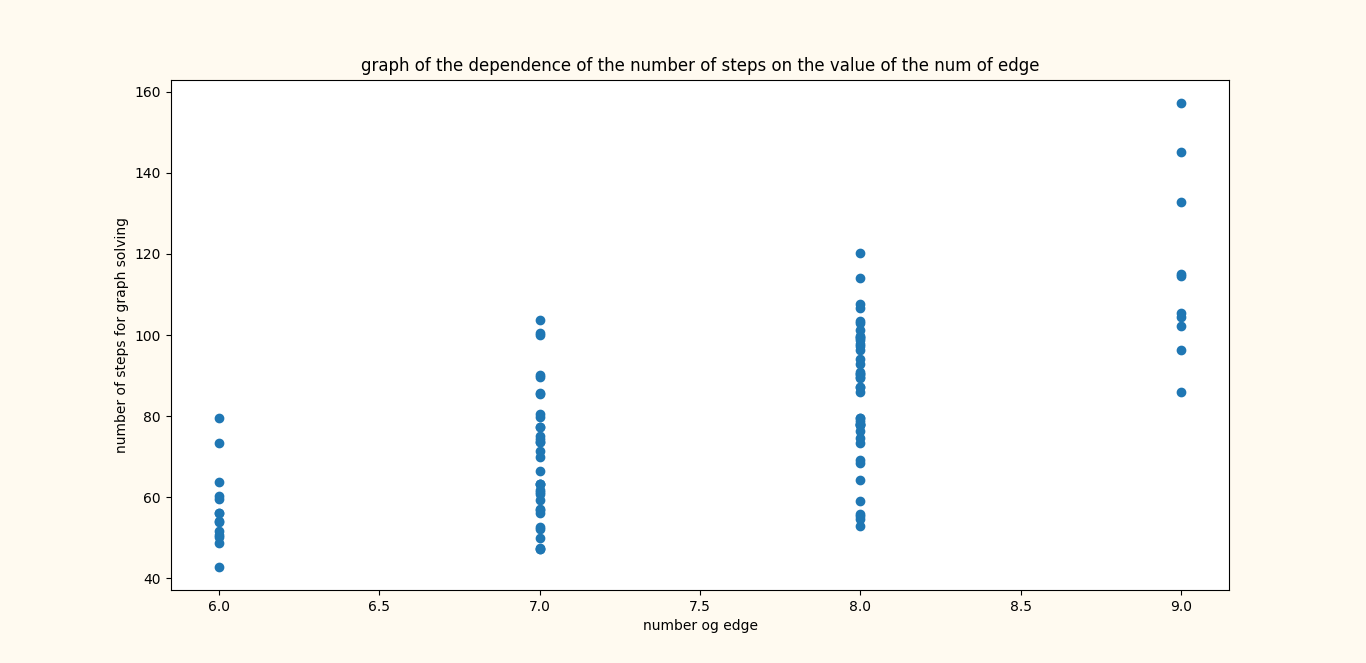 graph of the dependence of the number of steps on the value of the num of edge
160
140
120
100
80
60
40
number of steps for graph solving
6.0 6.5 7.0 7.5 8.0 8.5 9.0
number og edge